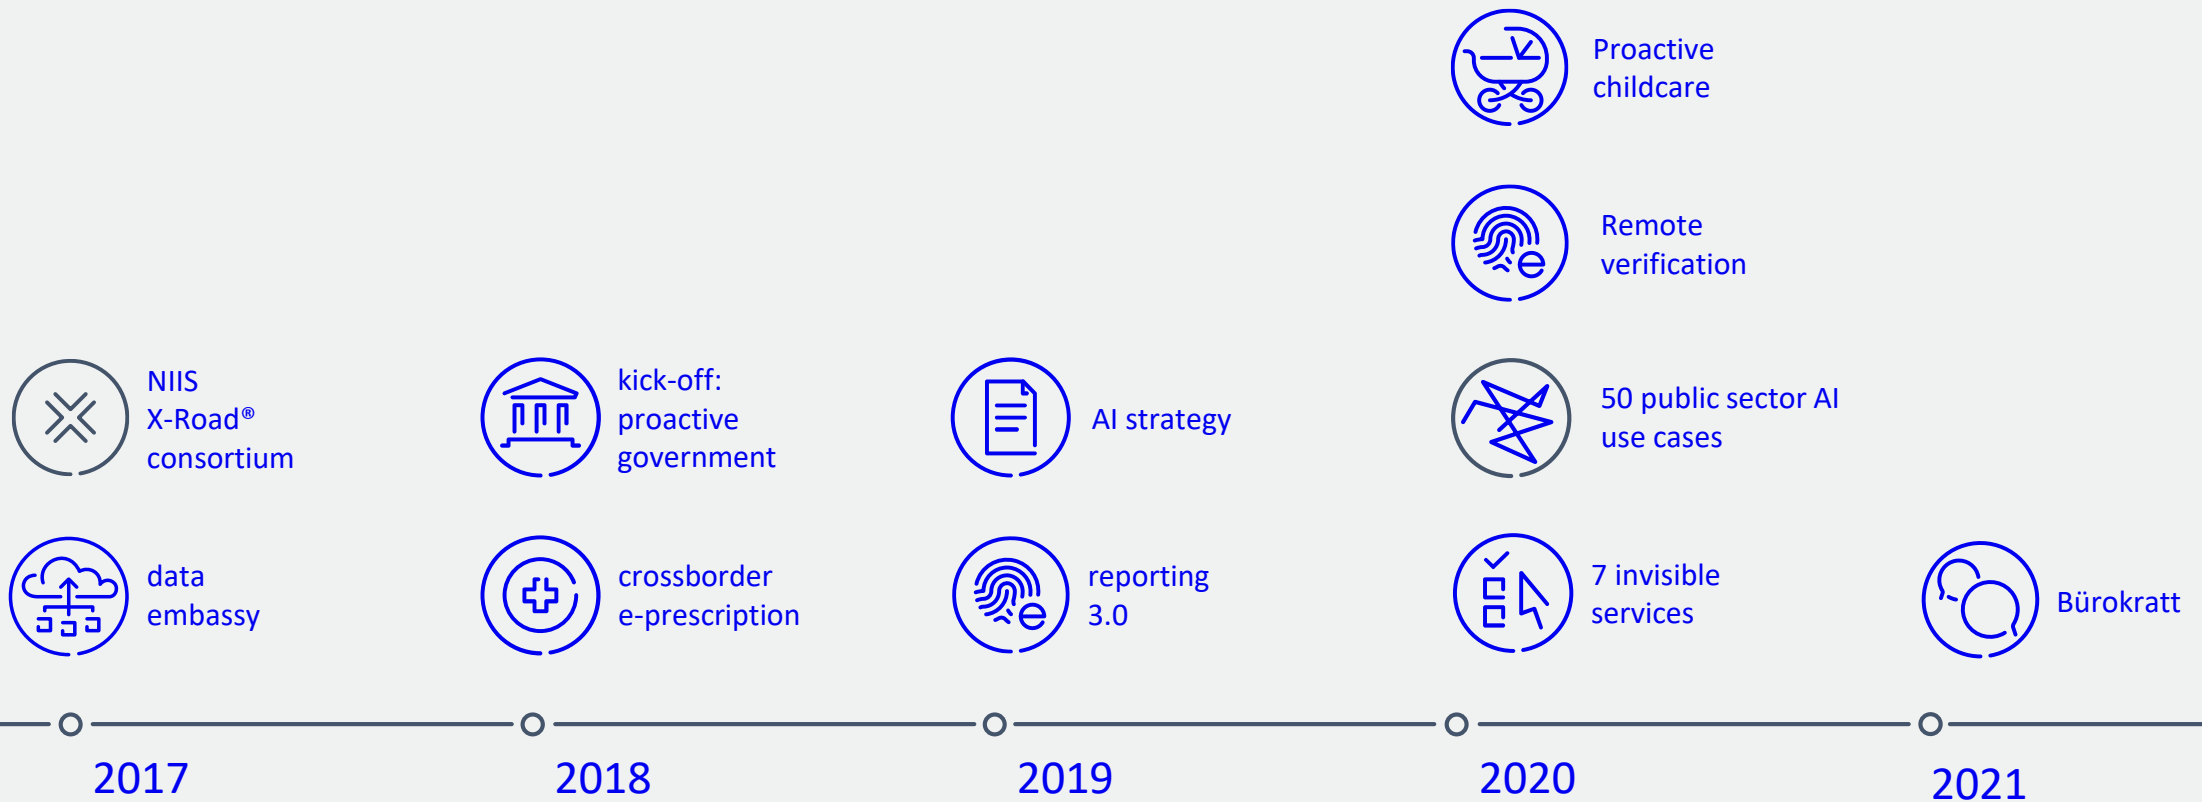 Proactive
childcare
Remote
verification
NIIS
X-Road®
consortium
kick-off:
proactive
government
AI strategy
50 public sector AI
use cases
data
embassy
crossborder
e-prescription
reporting
3.0
7 invisible
services
Bürokratt
2017
2018
2019
2020
2021